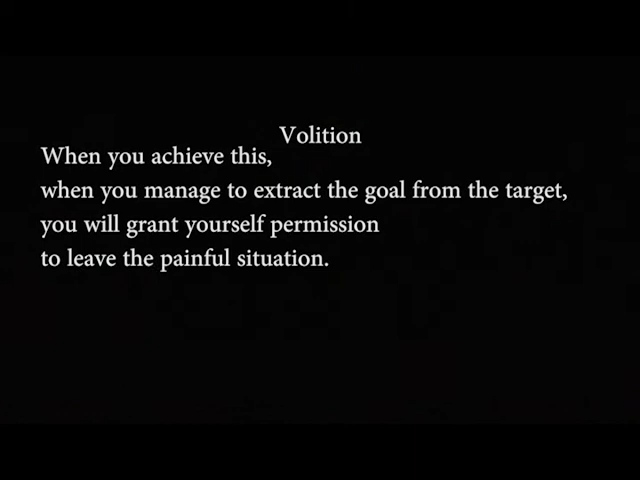 Volition
When you achieve this,
when you manage to extract the goal from the target,
you will grant yourself permission
to leave the painful situation.